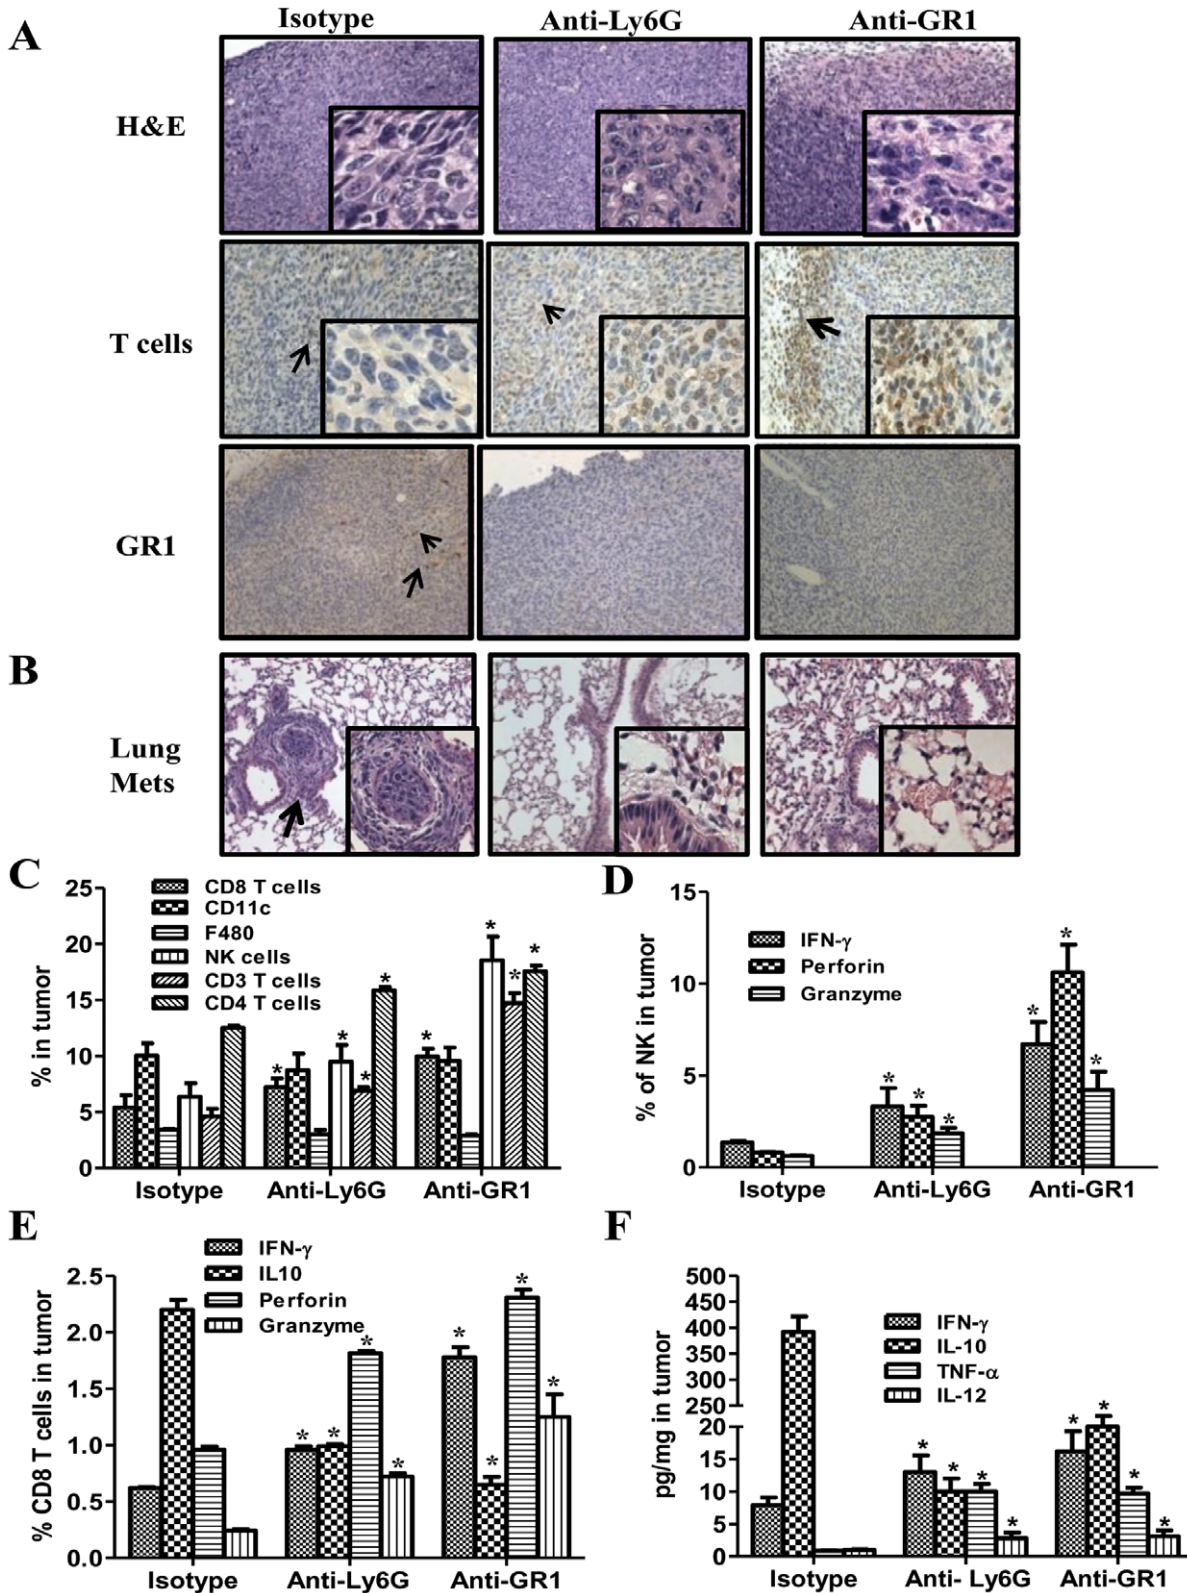 Isotype Anti-Ly6G Anti-GR1
A
H&E
T cells
GR1
B
Lung
Mets
C
25
20
15
10
5
0
% in tumor
CD8 T cells
CD11c
F480
NK cells
CD3 T cells
CD4 T cells
* * * * * * * *
Isotype Anti-Ly6G Anti-GR1
D
15
10
5
0
% of NK in tumor
IFN-γ
Perforin
Granzyme
* * * * * *
Isotype Anti-Ly6G Anti-GR1
E
2.5
2.0
1.5
1.0
0.5
0.0
% CD8 T cells in tumor
IFN-γ
IL10
Perforin
Granzyme
* * * * * * * *
Isotype Anti-Ly6G Anti-GR1
F
500
450
400
350
300
250
20
15
10
5
0
pg/mg in tumor
IFN-γ
IL-10
TNF-α
IL-12
* * * * * * * *
Isotype Anti- Ly6G Anti-GR1